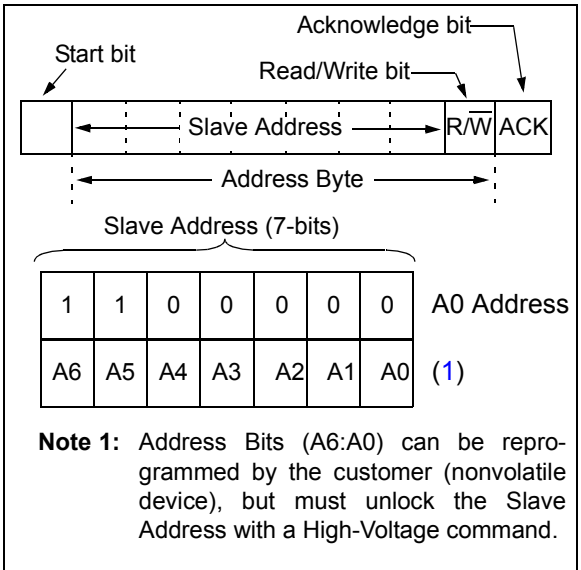 Acknowledge bit
Start bit
Read/Write bit
Slave Address R/W̅ ACK
Address Byte
Slave Address (7-bits)
1 1 0 0 0 0 0 A0 Address
A6 A5 A4 A3 A2 A1 A0 (1)
Note 1: Address Bits (A6:A0) can be repro-
grammed by the customer (nonvolatile
device), but must unlock the Slave
Address with a High-Voltage command.